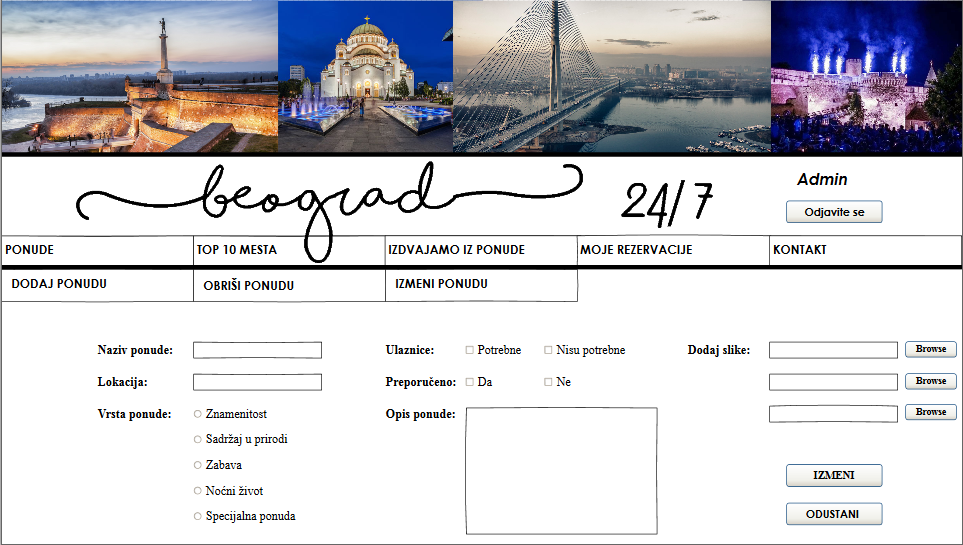 beograd 24/7
Admin
Odjavite se
PONUDE TOP 10 MESTA IZDVAJAMO IZ PONUDE MOJE REZERVACIJE KONTAKT
DODAJ PONUDU OBRIŠI PONUDU IZMENI PONUDU
Naziv ponude: Ulaznice: Potrebne Nisu potrebne Dodaj slike: Browse
Lokacija: Preporučeno: Da Ne Browse
Vrsta ponude: Znamenitost Opis ponude: Browse
Sadržaj u prirodi
Zabava
IZMENI
Noćni život
Specijalna ponuda ODUSTANI